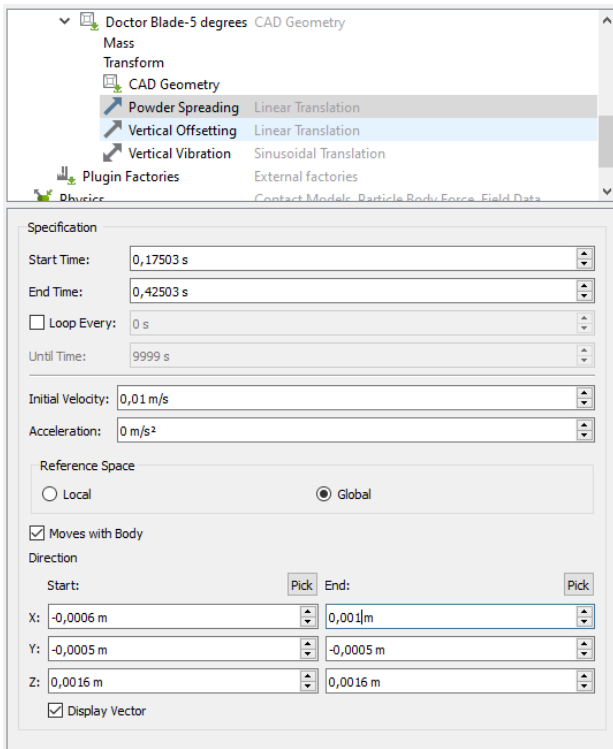 Doctor Blade-5 degrees CAD Geometry
Mass
Transform
CAD Geometry
Powder Spreading Linear Translation
Vertical Offsetting Linear Translation
Vertical Vibration Sinusoidal Translation
Plugin Factories External factories
Physics Contact Models, Particle Body Force, Field Data
Specification
Start Time: 0,17503 s
End Time: 0,42503 s
Loop Every: 0 s
Until Time: 9999 s
Initial Velocity: 0,01 m/s
Acceleration: 0 m/s²
Reference Space
Local Global
Moves with Body
Direction
Start: Pick End: Pick
X: -0,0006 m 0,001 m
Y: -0,0005 m -0,0005 m
Z: 0,0016 m 0,0016 m
Display Vector